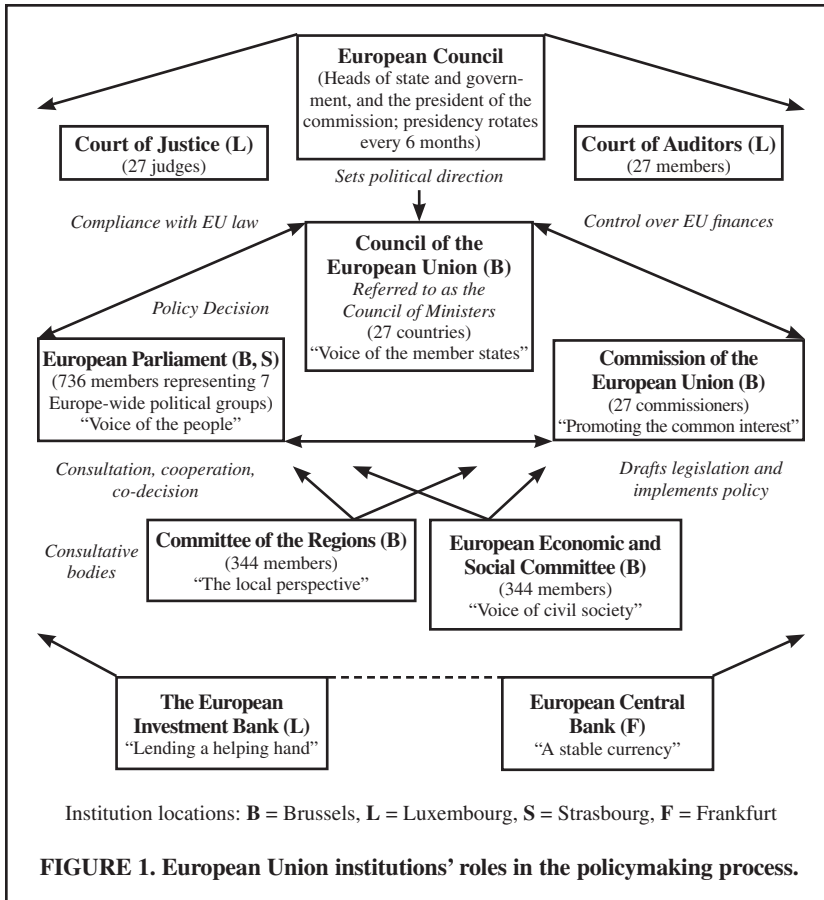 European Council
(Heads of state and govern-
ment, and the president of the
commission; presidency rotates
every 6 months)
Court of Justice (L)
(27 judges)
Court of Auditors (L)
(27 members)
Sets political direction
Compliance with EU law
Control over EU finances
Council of the
European Union (B)
Referred to as the
Council of Ministers
(27 countries)
“Voice of the member states”
Policy Decision
European Parliament (B, S)
(736 members representing 7
Europe-wide political groups)
“Voice of the people”
Commission of the
European Union (B)
(27 commissioners)
“Promoting the common interest”
Consultation, cooperation,
co-decision
Drafts legislation and
implements policy
Consultative
bodies
Committee of the Regions (B)
(344 members)
“The local perspective”
European Economic and
Social Committee (B)
(344 members)
“Voice of civil society”
The European
Investment Bank (L)
“Lending a helping hand”
European Central
Bank (F)
“A stable currency”
Institution locations: B = Brussels, L = Luxembourg, S = Strasbourg, F = Frankfurt
FIGURE 1. European Union institutions’ roles in the policymaking process.